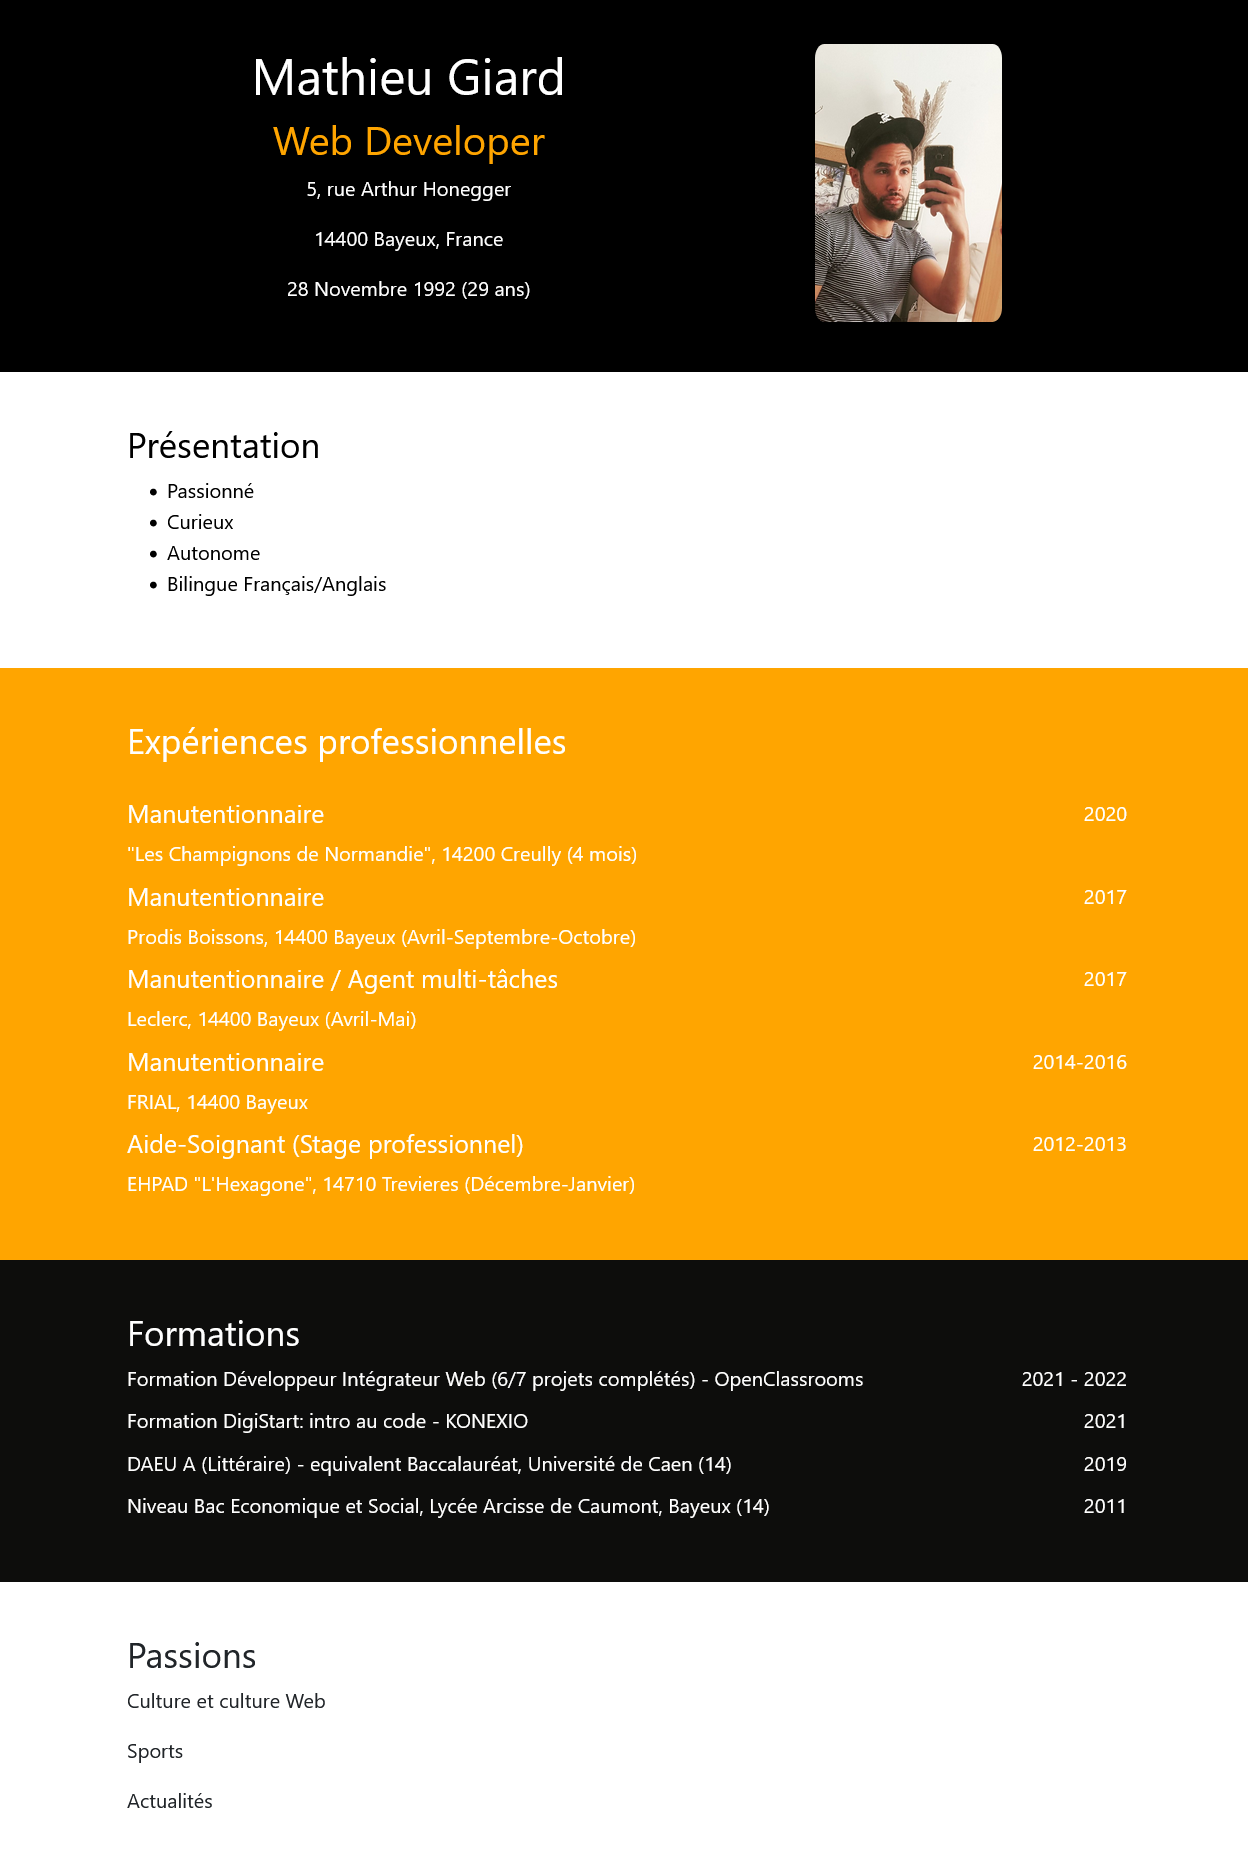 Mathieu Giard
Web Developer
5, rue Arthur Honegger
14400 Bayeux, France
28 Novembre 1992 (29 ans)
Présentation
Passionné
Curieux
Autonome
Bilingue Français/Anglais
Expériences professionnelles
Manutentionnaire 2020
"Les Champignons de Normandie", 14200 Creully (4 mois)
Manutentionnaire 2017
Prodis Boissons, 14400 Bayeux (Avril-Septembre-Octobre)
Manutentionnaire / Agent multi-tâches 2017
Leclerc, 14400 Bayeux (Avril-Mai)
Manutentionnaire 2014-2016
FRIAL, 14400 Bayeux
Aide-Soignant (Stage professionnel) 2012-2013
EHPAD "L'Hexagone", 14710 Trevieres (Décembre-Janvier)
Formations
Formation Développeur Intégrateur Web (6/7 projets complétés) - OpenClassrooms 2021 - 2022
Formation DigiStart: intro au code - KONEXIO 2021
DAEU A (Littéraire) - equivalent Baccalauréat, Université de Caen (14) 2019
Niveau Bac Economique et Social, Lycée Arcisse de Caumont, Bayeux (14) 2011
Passions
Culture et culture Web
Sports
Actualités